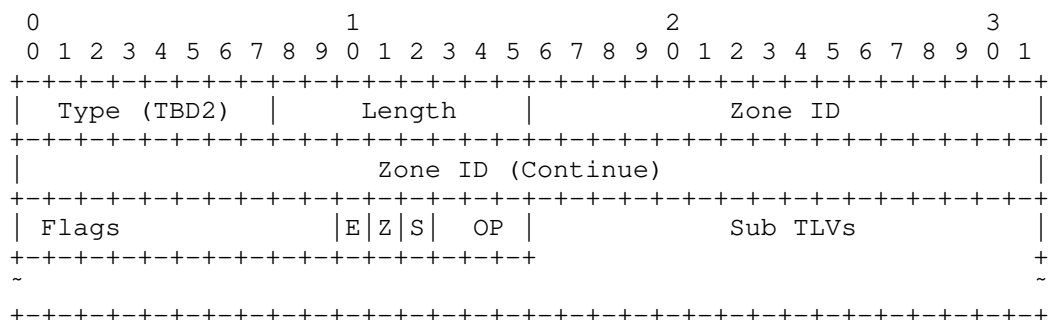 0                   1                   2                   3
 0 1 2 3 4 5 6 7 8 9 0 1 2 3 4 5 6 7 8 9 0 1 2 3 4 5 6 7 8 9 0 1
+-+-+-+-+-+-+-+-+-+-+-+-+-+-+-+-+-+-+-+-+-+-+-+-+-+-+-+-+-+-+-+-+
|  Type (TBD2)  |     Length    |            Zone ID            |
+-+-+-+-+-+-+-+-+-+-+-+-+-+-+-+-+-+-+-+-+-+-+-+-+-+-+-+-+-+-+-+-+
|                      Zone ID (Continue)                       |
+-+-+-+-+-+-+-+-+-+-+-+-+-+-+-+-+-+-+-+-+-+-+-+-+-+-+-+-+-+-+-+-+
| Flags             |E|Z|S|  OP |            Sub TLVs           |
+-+-+-+-+-+-+-+-+-+-+-+-+-+-+-+-+                               +
~                                                               ~
+-+-+-+-+-+-+-+-+-+-+-+-+-+-+-+-+-+-+-+-+-+-+-+-+-+-+-+-+-+-+-+-+